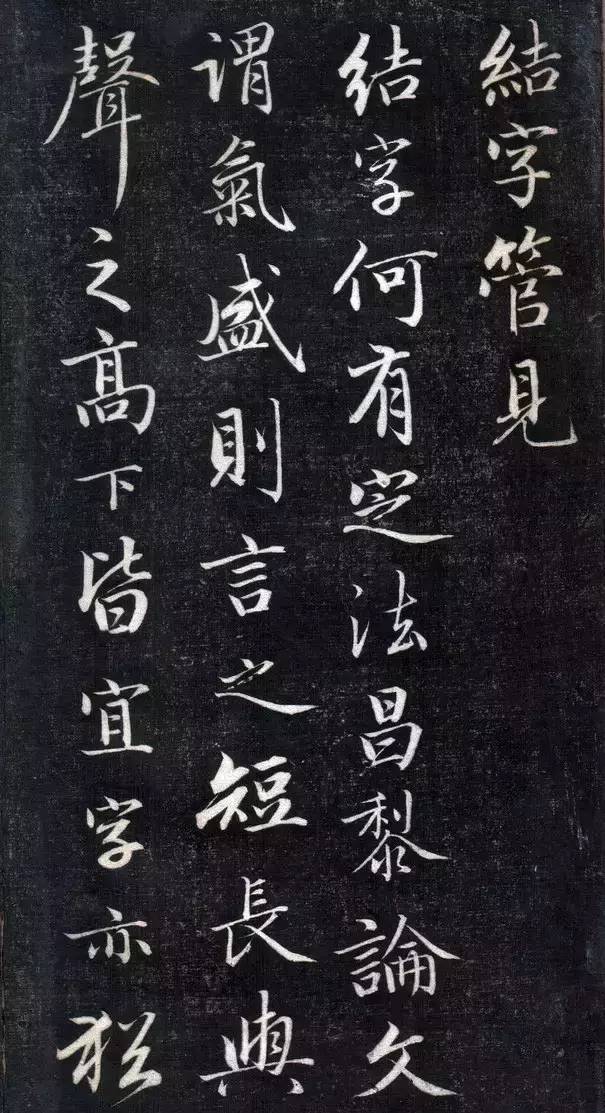 結字管見
結字何有定法昌黎論文
謂氣盛則言之短長與
聲之高下皆宜字亦猶